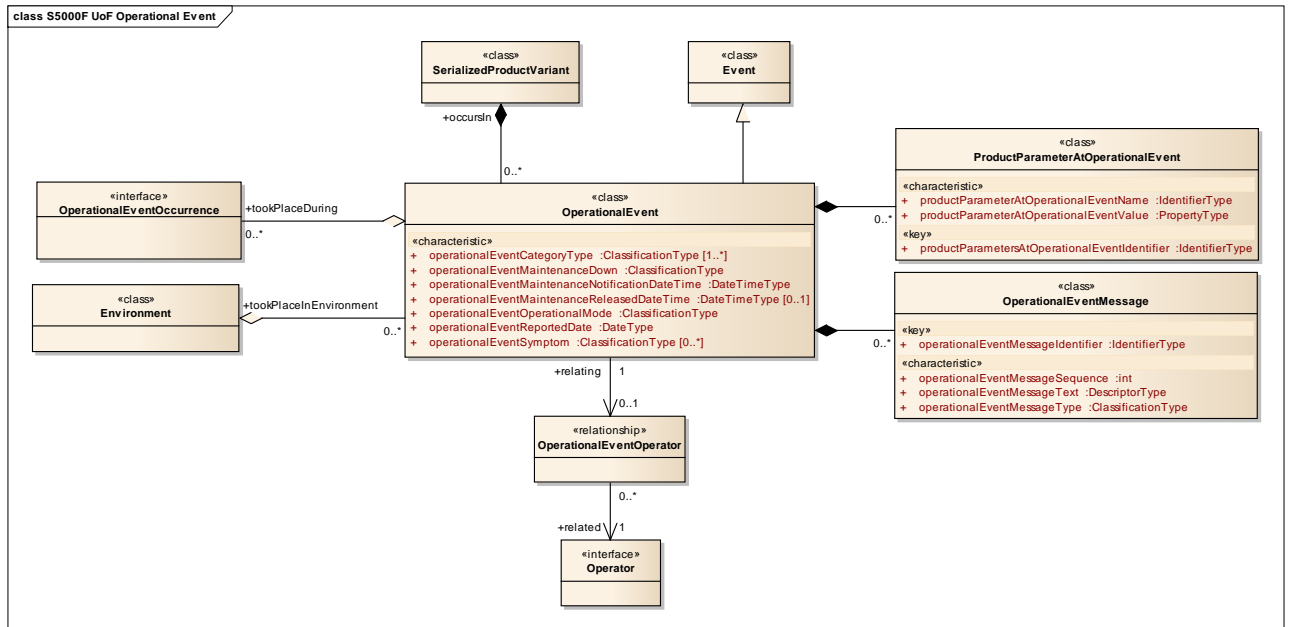 class S5000F UoF Operational Event
«class»
SerializedProductVariant
«class»
Event
+occursIn
0..*
«class»
ProductParameterAtOperationalEvent
«characteristic»
+ productParameterAtOperationalEventName :IdentifierType
+ productParameterAtOperationalEventValue :PropertyType
«key»
+ productParametersAtOperationalEventIdentifier :IdentifierType
0..*
«interface»
OperationalEventOccurrence
+tookPlaceDuring
0..*
«class»
OperationalEvent
«characteristic»
+ operationalEventCategoryType :ClassificationType [1..*]
+ operationalEventMaintenanceDown :ClassificationType
+ operationalEventMaintenanceNotificationDateTime :DateTimeType
+ operationalEventMaintenanceReleasedDateTime :DateTimeType [0..1]
+ operationalEventOperationalMode :ClassificationType
+ operationalEventReportedDate :DateType
+ operationalEventSymptom :ClassificationType [0..*]
«class»
Environment
+tookPlaceInEnvironment
0..*
«class»
OperationalEventMessage
«key»
+ operationalEventMessageIdentifier :IdentifierType
«characteristic»
+ operationalEventMessageSequence :int
+ operationalEventMessageText :DescriptorType
+ operationalEventMessageType :ClassificationType
0..*
+relating 1
0..1
«relationship»
OperationalEventOperator
0..*
+related 1
«interface»
Operator